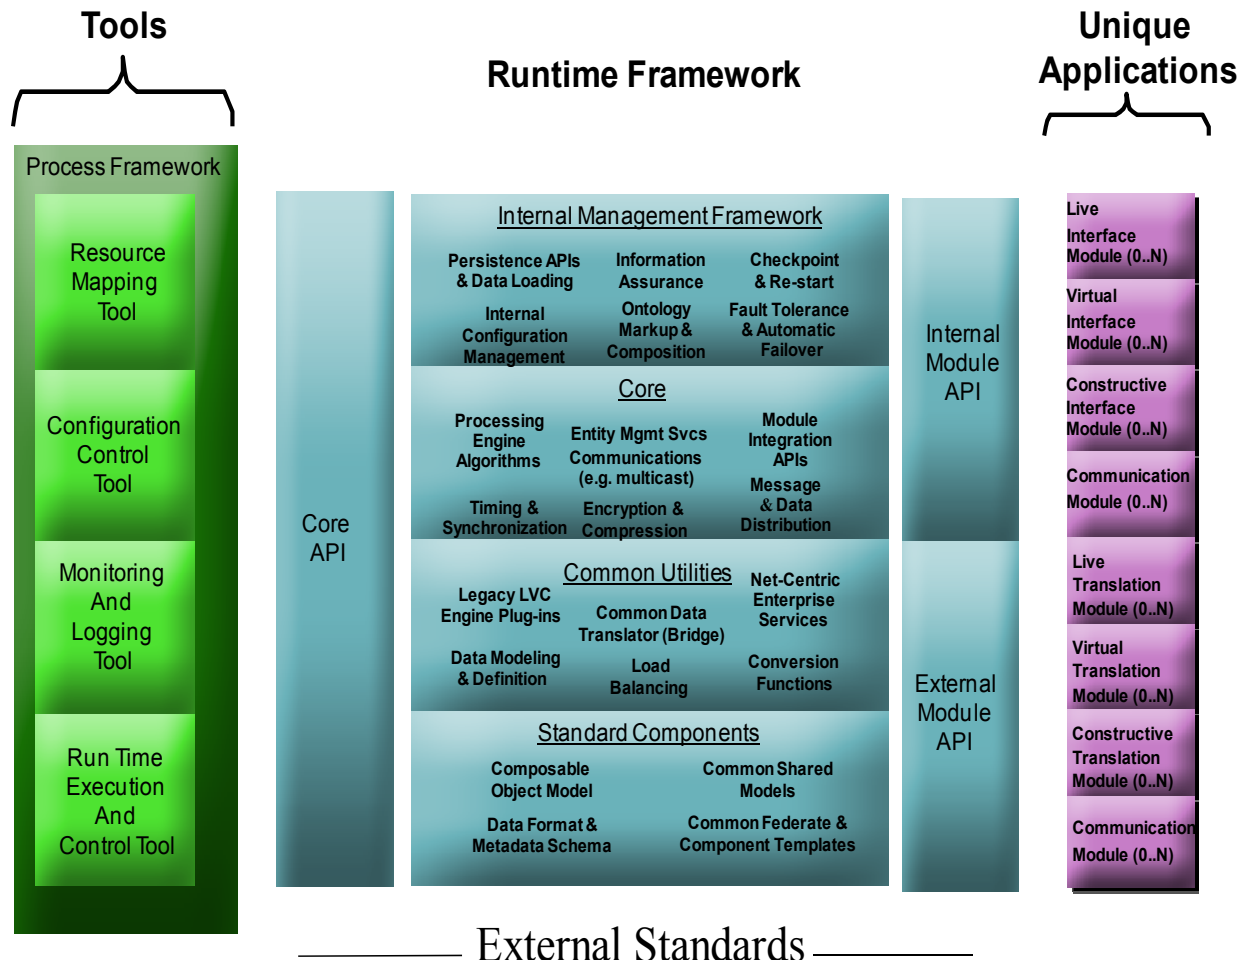 Tools
Runtime Framework
Unique
Applications
Process Framework
Resource
Mapping
Tool
Configuration
Control
Tool
Monitoring
And
Logging
Tool
Run Time
Execution
And
Control Tool
Core
API
Internal Management Framework
Persistence APIs
& Data Loading
Information
Assurance
Checkpoint
& Re-start
Internal
Configuration
Management
Ontology
Markup &
Composition
Fault Tolerance
& Automatic
Failover
Core
Processing
Engine
Algorithms
Entity Mgmt Svcs
Communications
(e.g. multicast)
Module
Integration
APIs
Timing &
Synchronization
Encryption &
Compression
Message
& Data
Distribution
Common Utilities
Legacy LVC
Engine Plug-ins
Common Data
Translator (Bridge)
Net-Centric
Enterprise
Services
Data Modeling
& Definition
Load
Balancing
Conversion
Functions
Standard Components
Composable
Object Model
Common Shared
Models
Data Format &
Metadata Schema
Common Federate &
Component Templates
Internal
Module
API
External
Module
API
Live
Interface
Module (0..N)
Virtual
Interface
Module (0..N)
Constructive
Interface
Module (0..N)
Communication
Module (0..N)
Live
Translation
Module (0..N)
Virtual
Translation
Module (0..N)
Constructive
Translation
Module (0..N)
Communication
Module (0..N)
External Standards